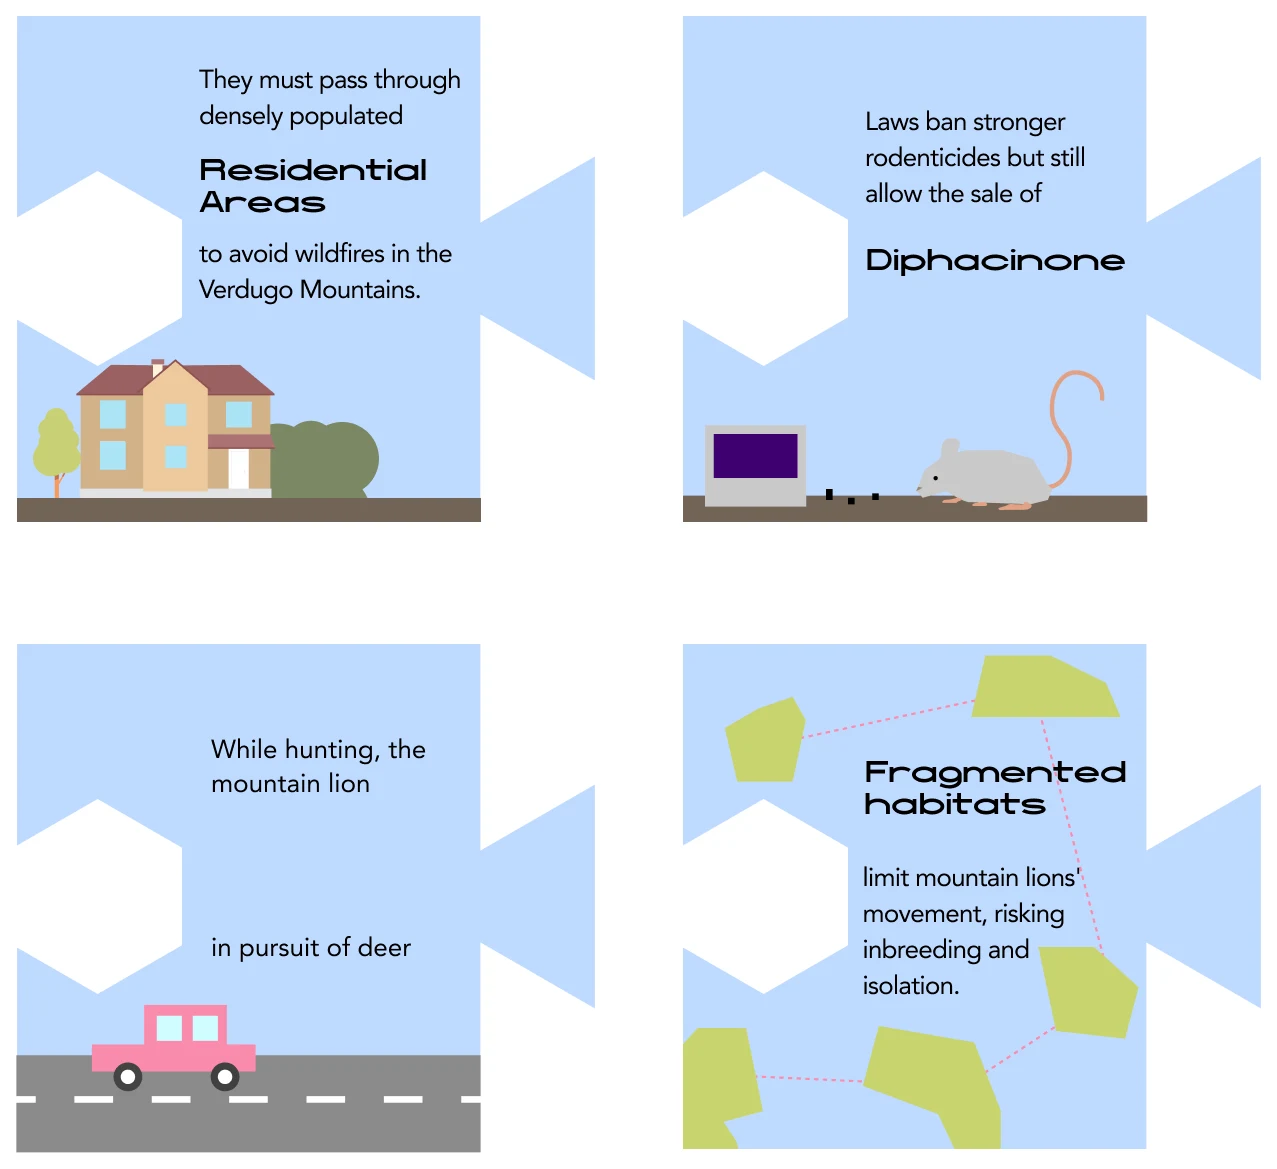 They must pass through
densely populated
Residential
Areas
to avoid wildfires in the
Verdugo Mountains.
Laws ban stronger
rodenticides but still
allow the sale of
Diphacinone
While hunting, the
mountain lion
in pursuit of deer
Fragmented
habitats
limit mountain lions'
movement, risking
inbreeding and
isolation.